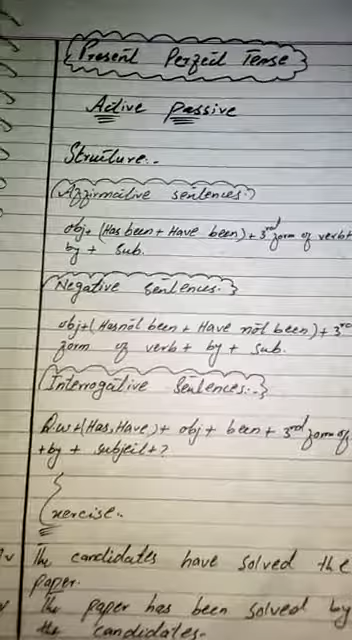 Present Perfect Tense
Active Passive
Structure:-
Affirmative sentences:-
obj+ (Has been + Have been) + 3rd form of verb+
by + sub.
Negative sentences:-
obj+(Has not been + Have not been) + 3rd
form of verb + by + sub.
Interrogative Sentences:-
Q.w+(Has, Have)+ obj + been + 3rd form of
+by + subject+?
Exercise:-
The candidates have solved the
paper.
The paper has been solved by
the candidates.